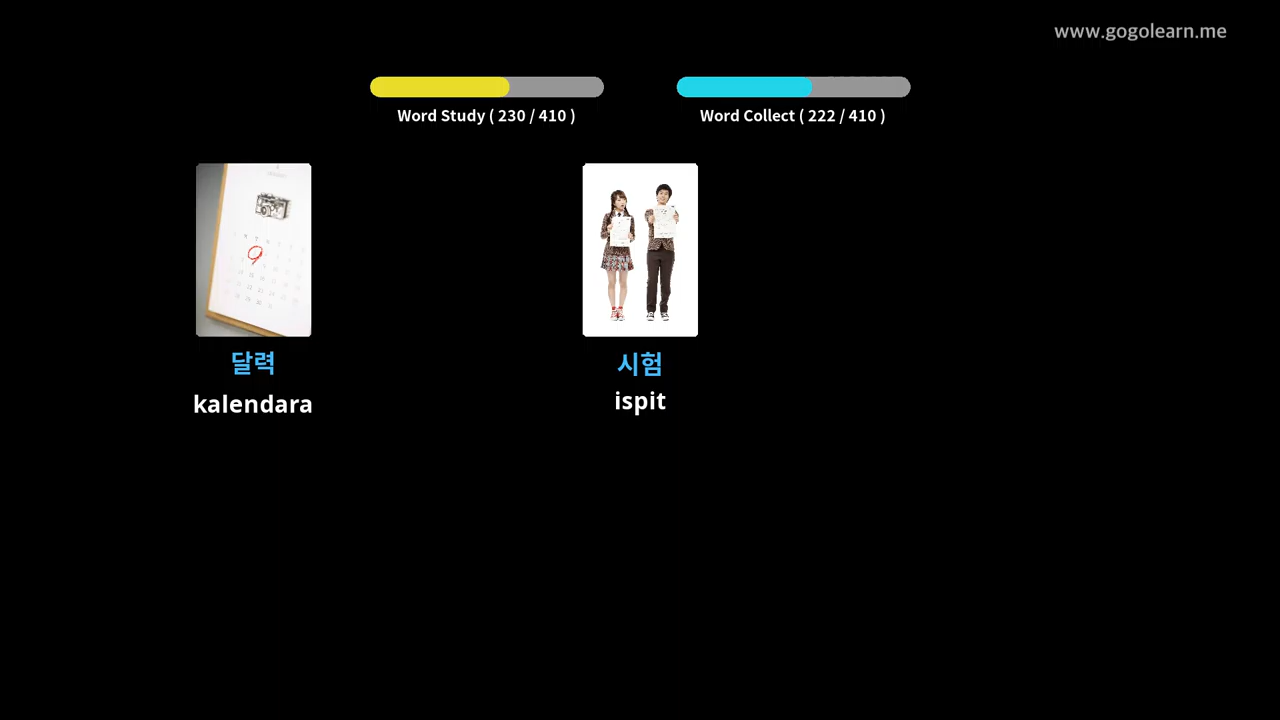 www.gogolearn.me
Word Study ( 230 / 410 )
Word Collect ( 222 / 410 )
달력
kalendara
시험
ispit